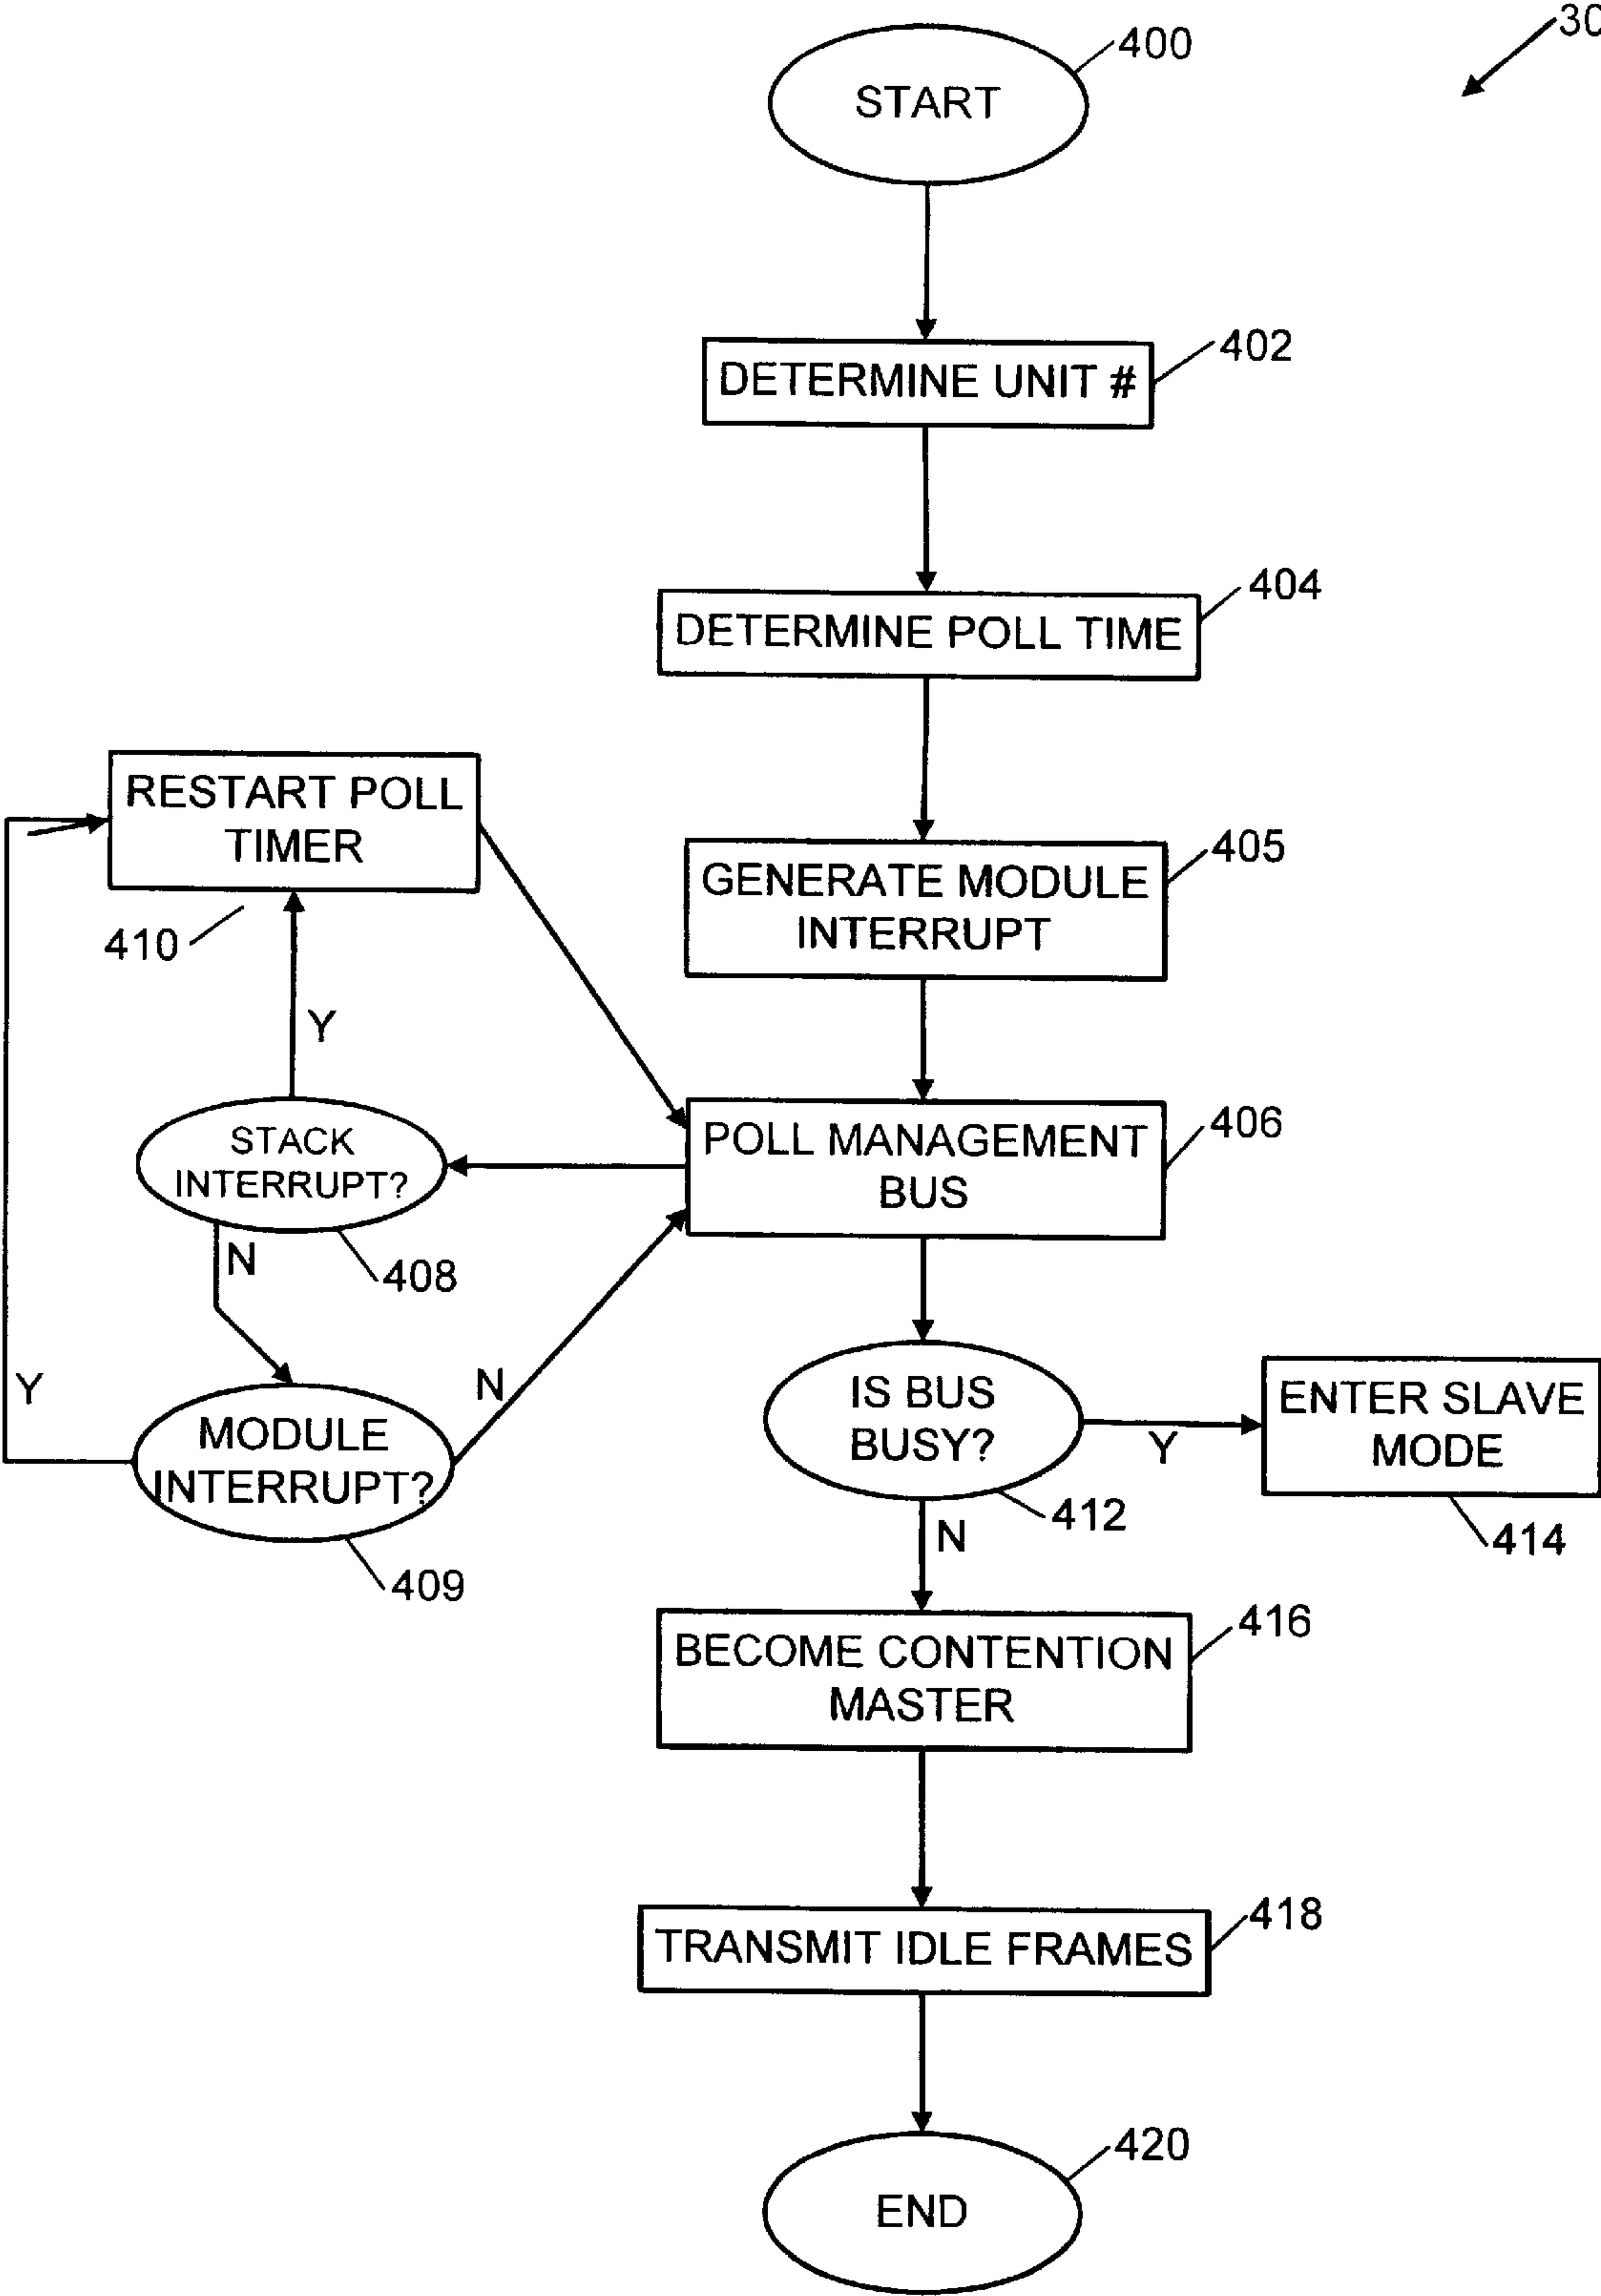 30
400
START
402
DETERMINE UNIT #
404
DETERMINE POLL TIME
RESTART POLL
TIMER
410
405
GENERATE MODULE
INTERRUPT
Y
406
POLL MANAGEMENT
BUS
STACK
INTERRUPT?
408
N
Y
MODULE
INTERRUPT?
409
N
IS BUS
BUSY?
412
Y
ENTER SLAVE
MODE
414
N
416
BECOME CONTENTION
MASTER
418
TRANSMIT IDLE FRAMES
420
END